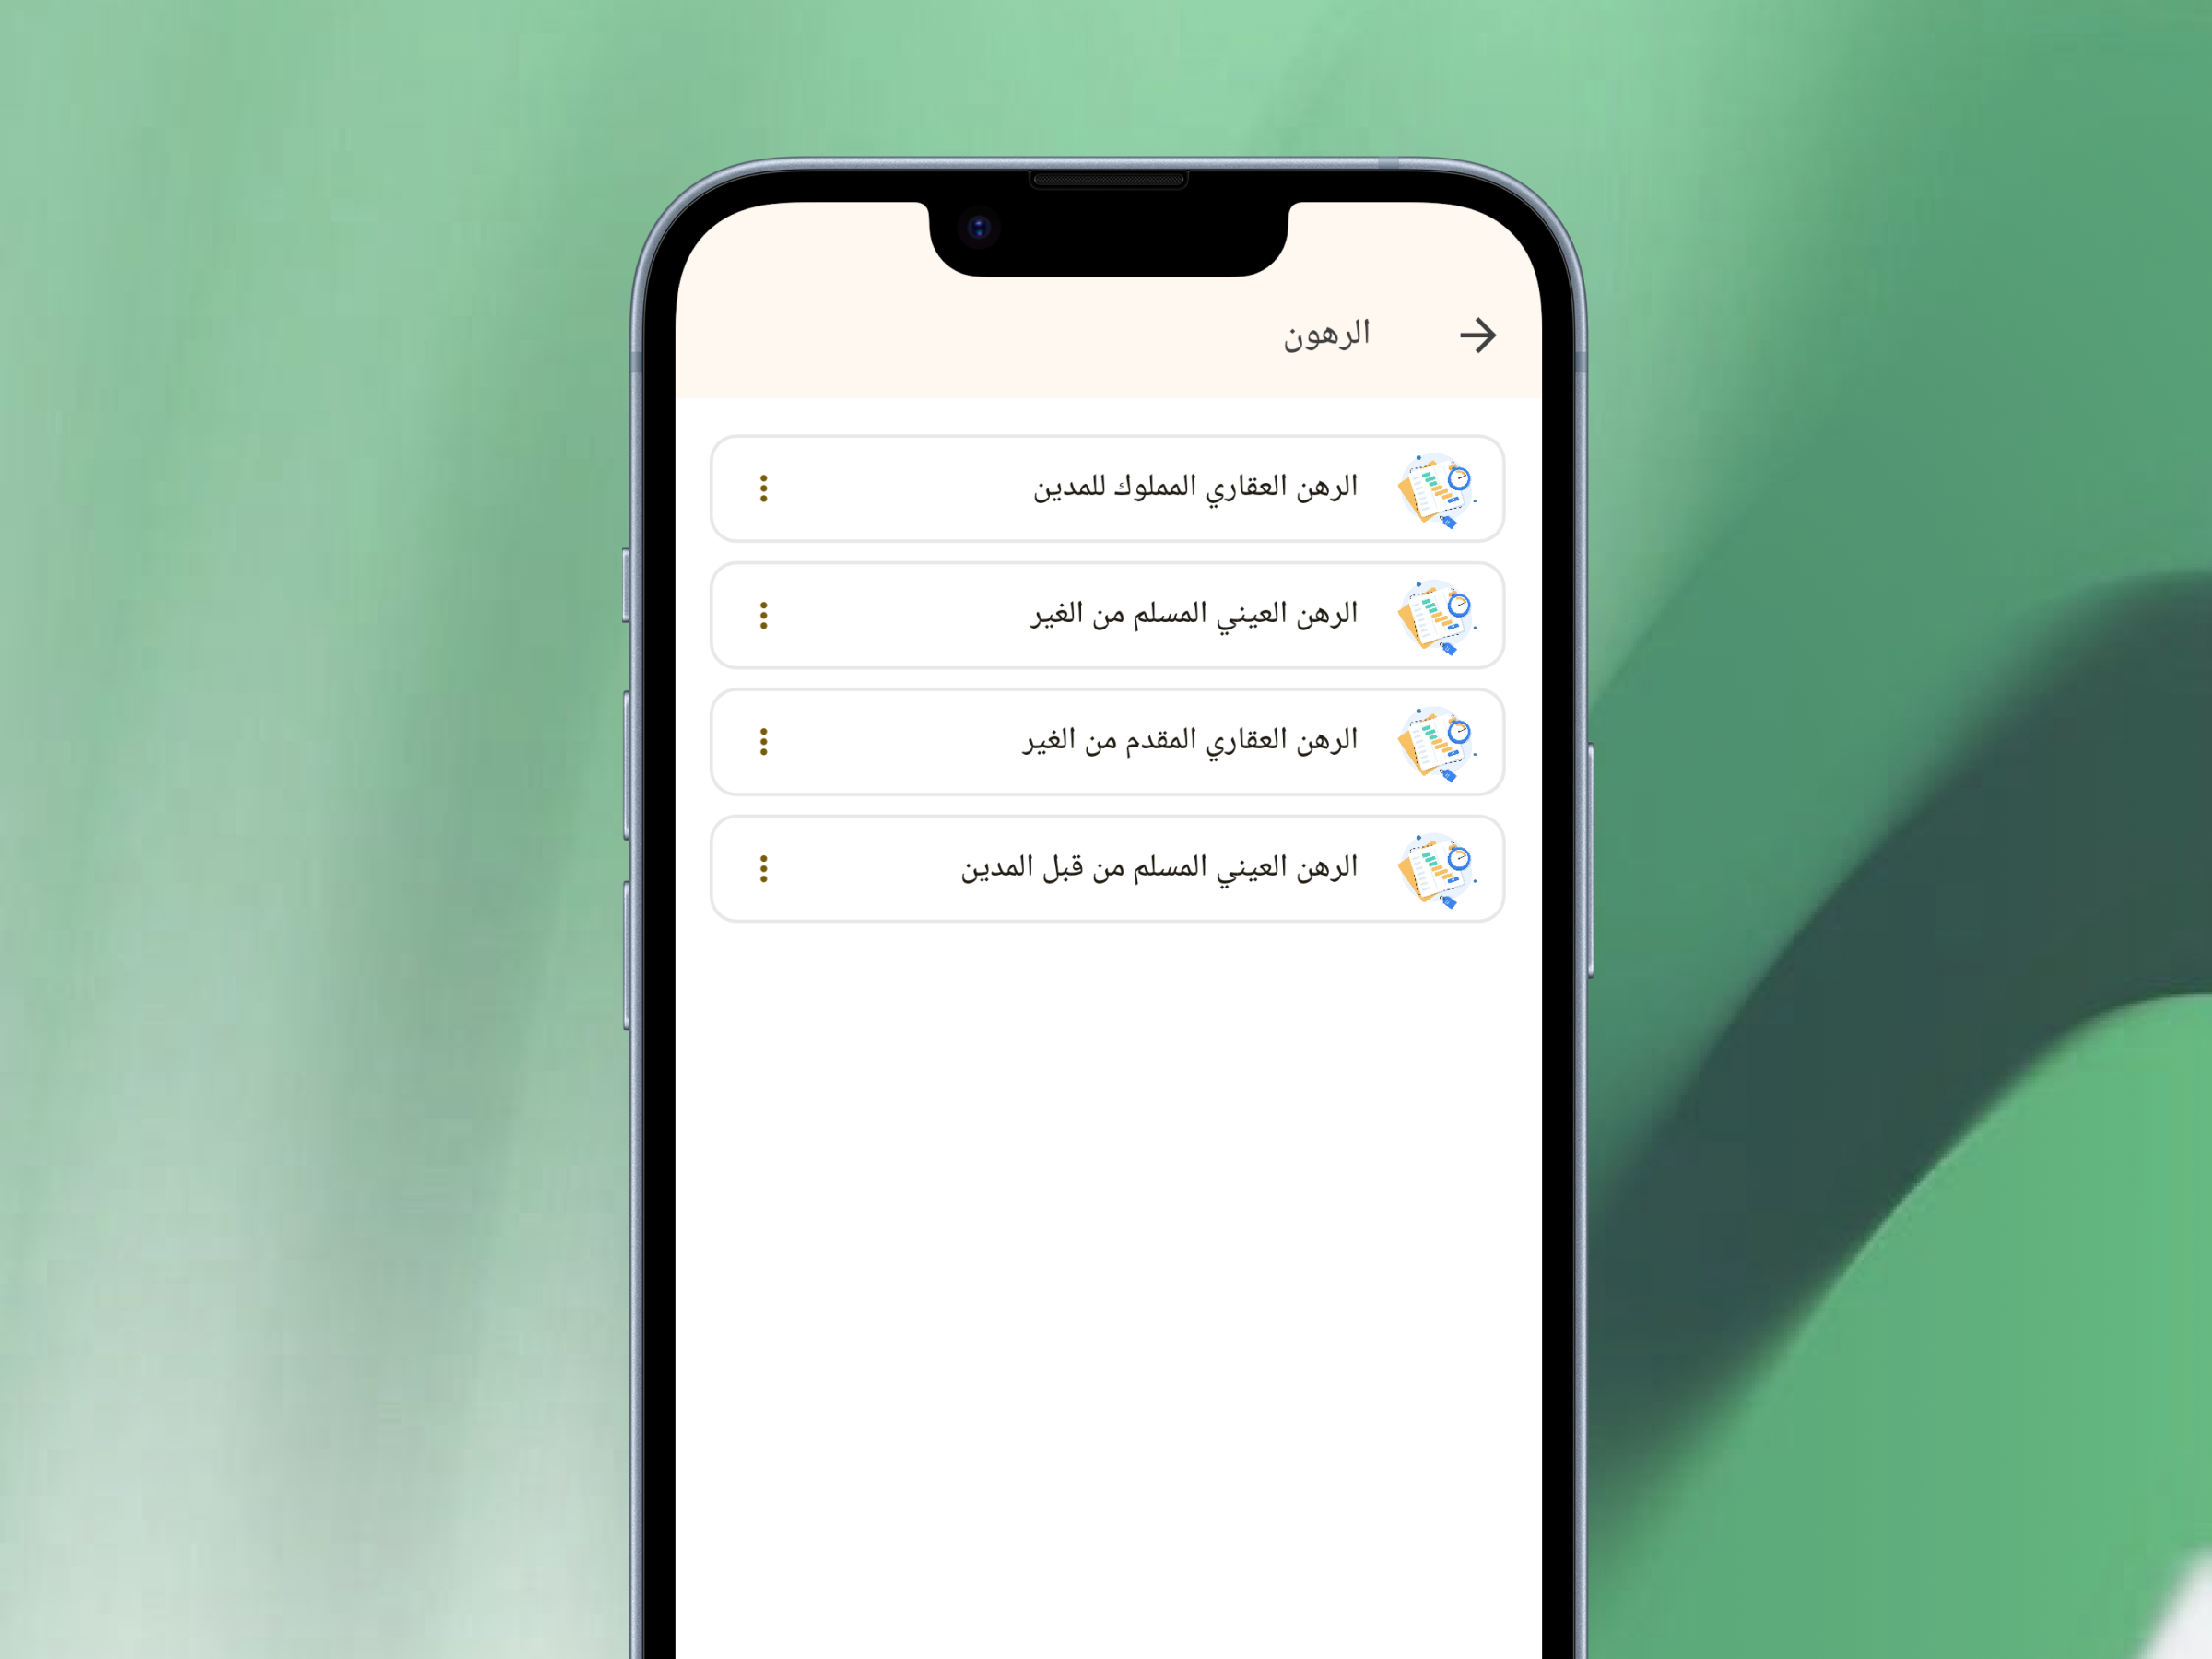 الرهون
الرهن العقاري المملوك للمدين
الرهن العيني المسلم من الغير
الرهن العقاري المقدم من الغير
الرهن العيني المسلم من قبل المدين